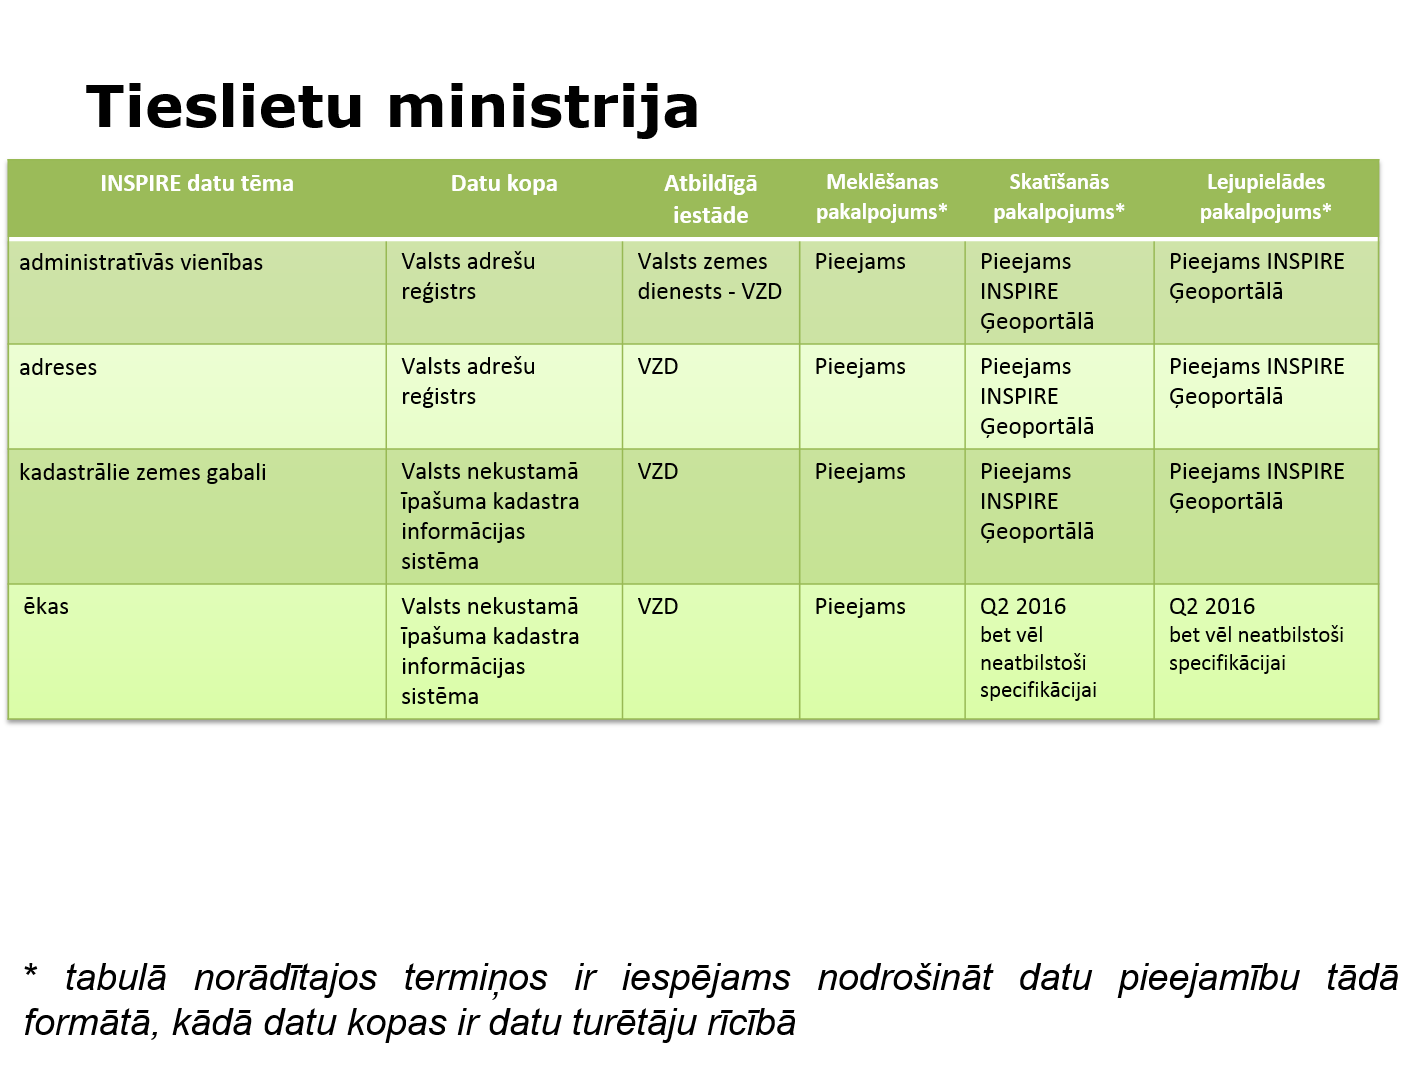 Tieslietu ministrija
INSPIRE datu tēma
Datu kopa
Atbildīgā
iestāde
Meklēšanas
pakalpojums*
Skatīšanās
pakalpojums*
Lejupielādes
pakalpojums*
administratīvās vienības
Valsts adrešu
reģistrs
Valsts zemes
dienests - VZD
Pieejams
Pieejams
INSPIRE
Ģeoportālā
Pieejams INSPIRE
Ģeoportālā
adreses
Valsts adrešu
reģistrs
VZD
Pieejams
Pieejams
INSPIRE
Ģeoportālā
Pieejams INSPIRE
Ģeoportālā
kadastrālie zemes gabali
Valsts nekustamā
īpašuma kadastra
informācijas
sistēma
VZD
Pieejams
Pieejams
INSPIRE
Ģeoportālā
Pieejams INSPIRE
Ģeoportālā
ēkas
Valsts nekustamā
īpašuma kadastra
informācijas
sistēma
VZD
Pieejams
Q2 2016
bet vēl
neatbilstoši
specifikācijai
Q2 2016
bet vēl neatbilstoši
specifikācijai
* tabulā norādītajos termiņos ir iespējams nodrošināt datu pieejamību tādā
formātā, kādā datu kopas ir datu turētāju rīcībā